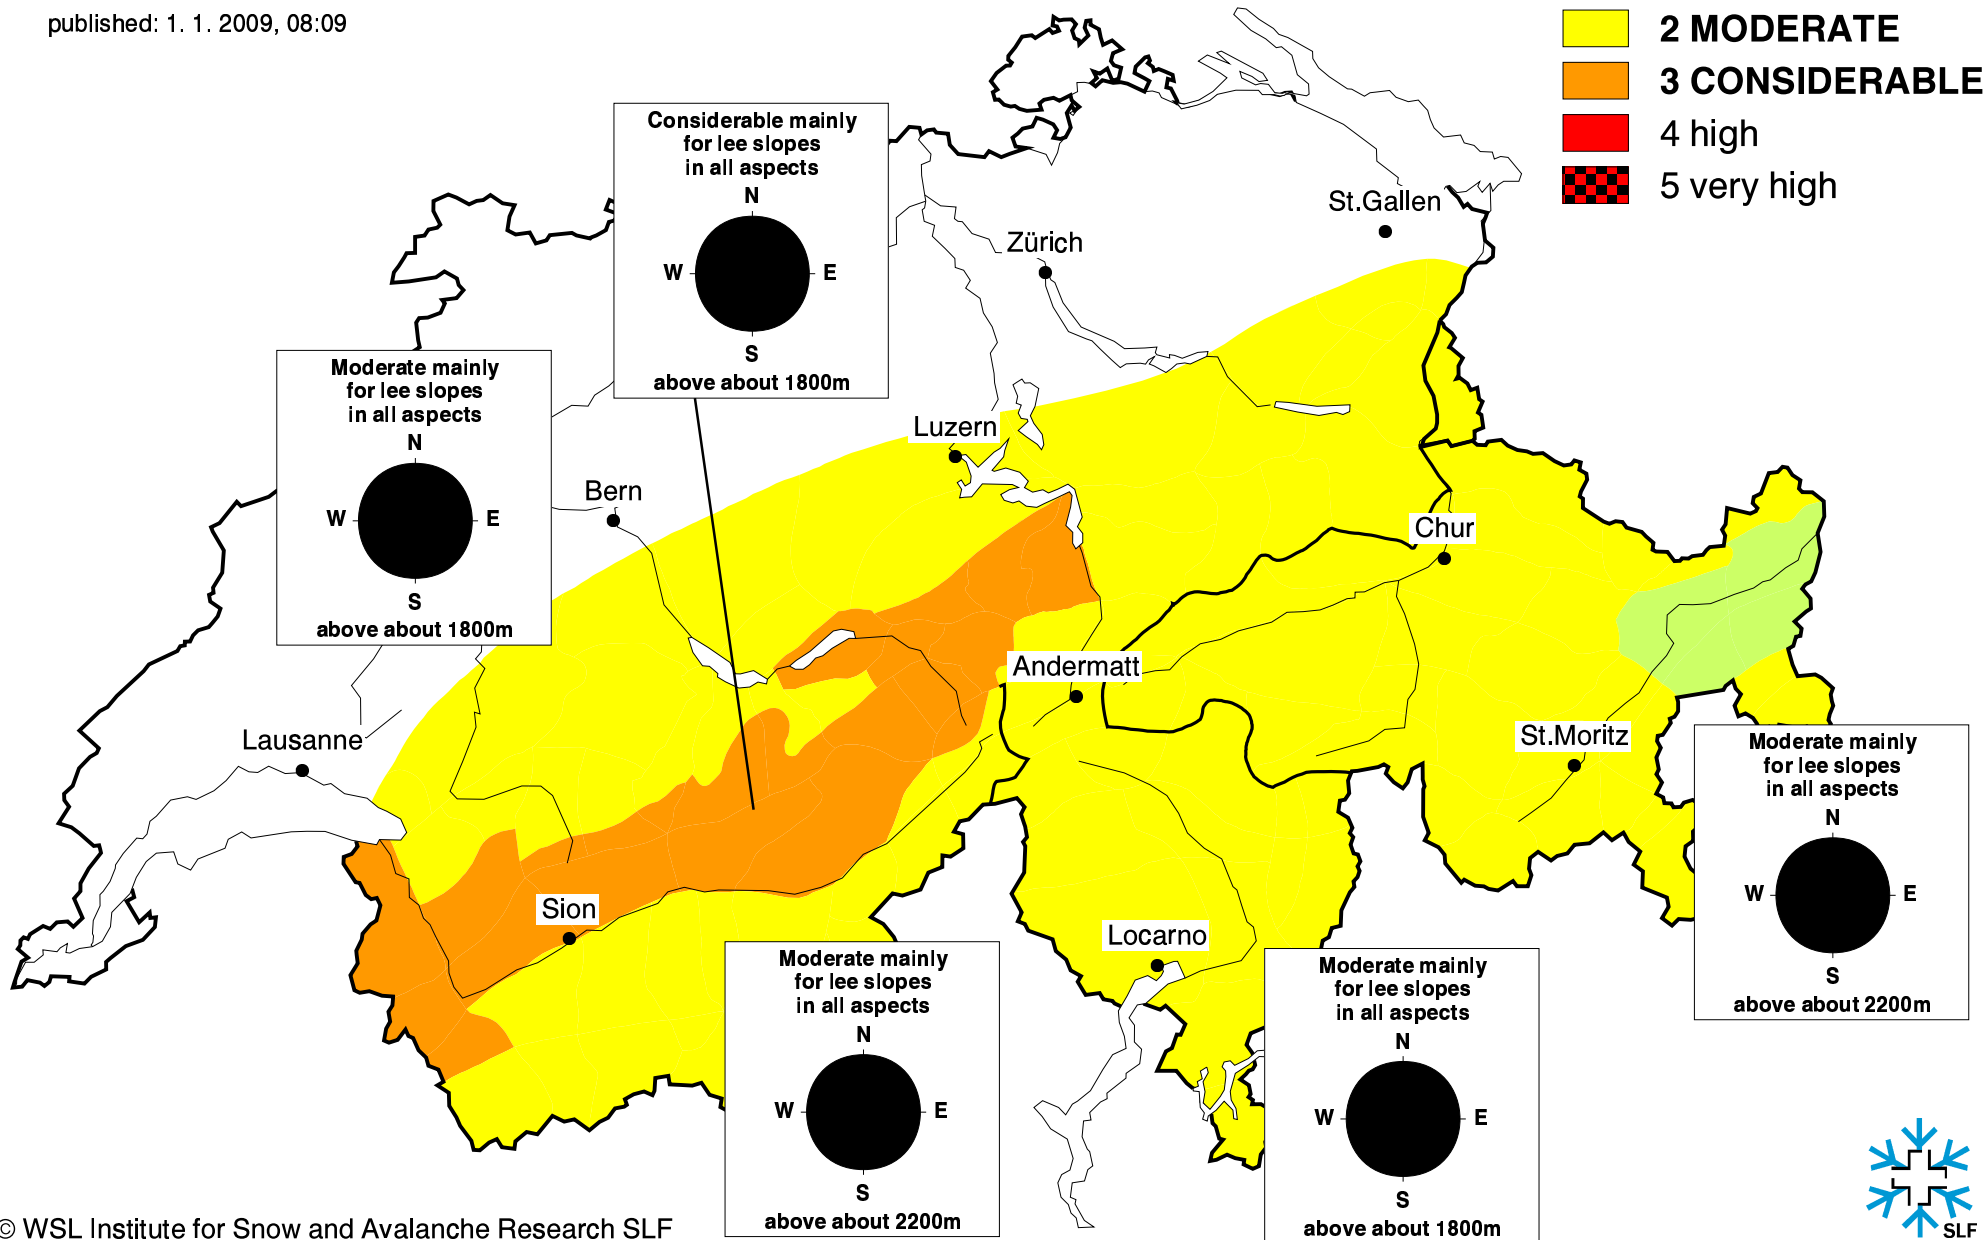 published: 1. 1. 2009, 08:09
2 MODERATE
3 CONSIDERABLE
4 high
5 very high
Considerable mainly
for lee slopes
in all aspects
N
W E
S
above about 1800m
St.Gallen
Zürich
Moderate mainly
for lee slopes
in all aspects
N
W E
S
above about 1800m
Luzern
Bern
Chur
Andermatt
Lausanne
St.Moritz
Moderate mainly
for lee slopes
in all aspects
N
W E
S
above about 2200m
Sion
Locarno
Moderate mainly
for lee slopes
in all aspects
N
W E
S
above about 2200m
Moderate mainly
for lee slopes
in all aspects
N
W E
S
above about 1800m
© WSL Institute for Snow and Avalanche Research SLF
SLF